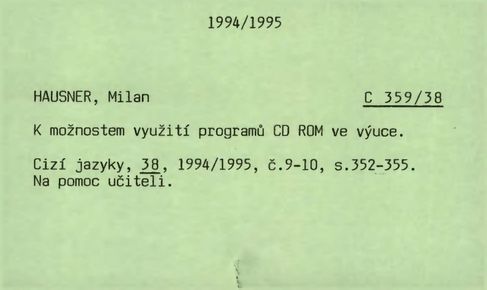 1994/1995
HAUSNER, Milan C 359/38
K možnostem využití programů CD ROM ve výuce.
Cizí jazyky, 38, 1994/1995, č.9-10, s.352-355.
Na pomoc učiteli.